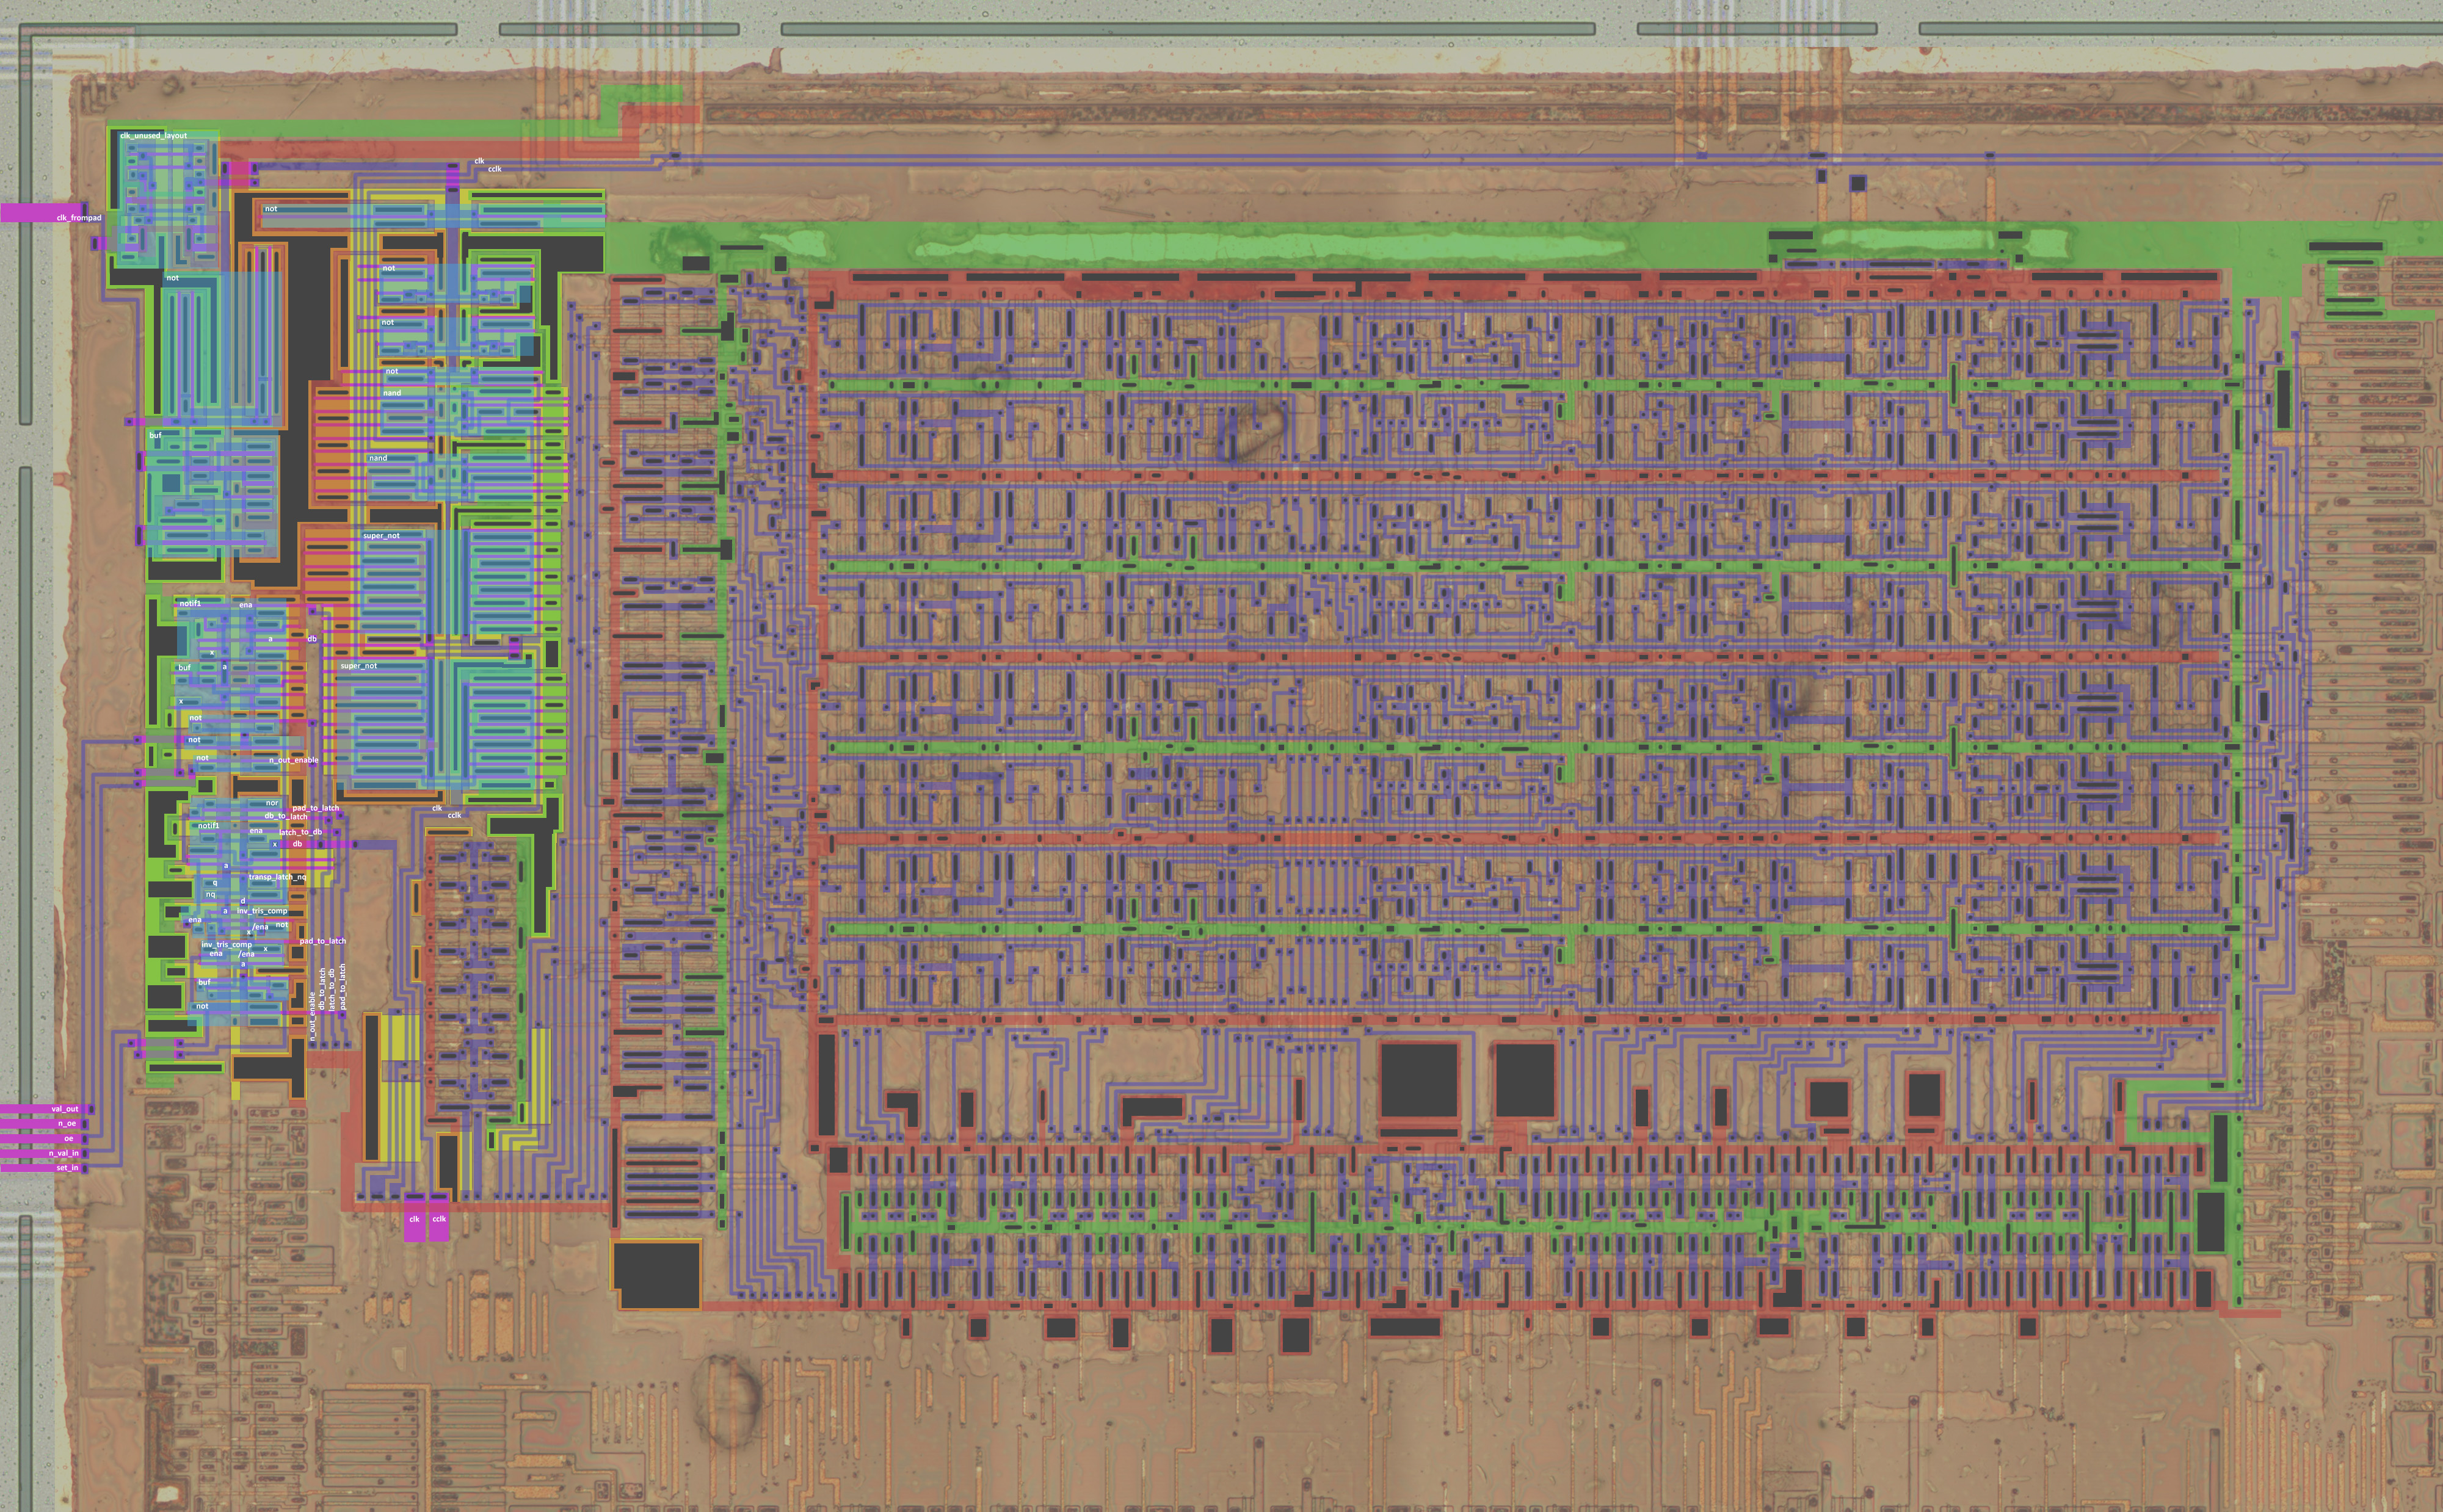 clk_unused_layout
clk
cclk
clk_frompad
not
not
not
not
not
nand
buf
nand
super_not
notif1
ena
a
db
x
buf
a
super_not
x
not
not
not
n_out_enable
nor
pad_to_latch
clk
db_to_latch
cclk
notif1
ena
latch_to_db
x
db
a
transp_latch_nq
q
nq
d
a
inv_tris_comp
ena
/ena
not
x
inv_tris_comp
pad_to_latch
x
ena
/ena
a
buf
not
n_out_enable
db_to_latch
latch_to_db
pad_to_latch
val_out
n_oe
oe
n_val_in
set_in
clk
cclk